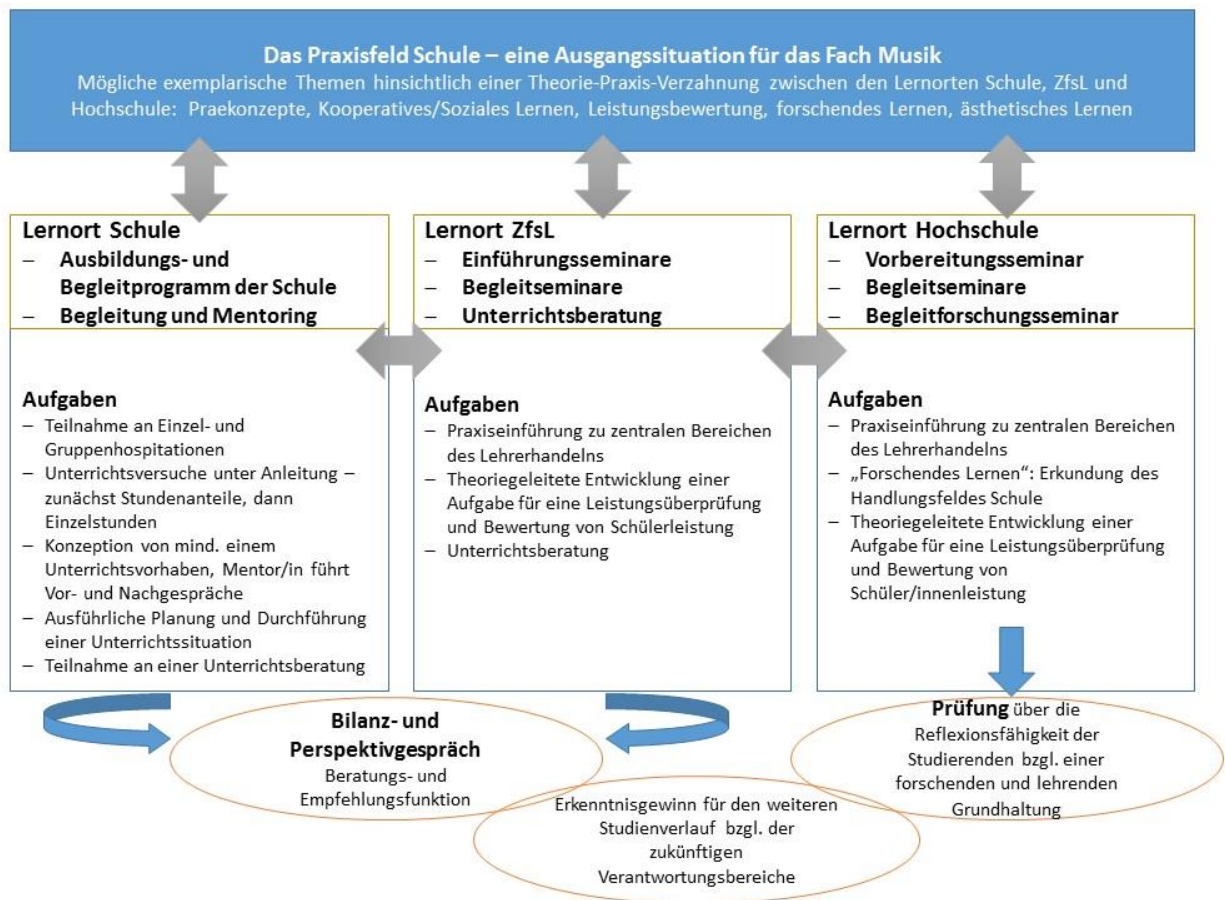 Das Praxisfeld Schule – eine Ausgangssituation für das Fach Musik
Mögliche exemplarische Themen hinsichtlich einer Theorie-Praxis-Verzahnung zwischen den Lernorten Schule, ZfsL und
Hochschule: Praekonzepte, Kooperatives/Soziales Lernen, Leistungsbewertung, forschendes Lernen, ästhetisches Lernen
Lernort Schule
– Ausbildungs- und
Begleitprogramm der Schule
– Begleitung und Mentoring
Aufgaben
– Teilnahme an Einzel- und
Gruppenhospitationen
– Unterrichtsversuche unter Anleitung –
zunächst Stundenanteile, dann
Einzelstunden
– Konzeption von mind. einem
Unterrichtsvorhaben, Mentor/in führt
Vor- und Nachgespräche
– Ausführliche Planung und Durchführung
einer Unterrichtssituation
– Teilnahme an einer Unterrichtsberatung
Lernort ZfsL
– Einführungsseminare
– Begleitseminare
– Unterrichtsberatung
Aufgaben
– Praxiseinführung zu zentralen Bereichen
des Lehrerhandelns
– Theoriegeleitete Entwicklung einer
Aufgabe für eine Leistungsüberprüfung
und Bewertung von Schülerleistung
– Unterrichtsberatung
Lernort Hochschule
– Vorbereitungsseminar
– Begleitseminare
– Begleitforschungsseminar
Aufgaben
– Praxiseinführung zu zentralen Bereichen
des Lehrerhandelns
– „Forschendes Lernen“: Erkundung des
Handlungsfeldes Schule
– Theoriegeleitete Entwicklung einer
Aufgabe für eine Leistungsüberprüfung
und Bewertung von
Schüler/innenleistung
Bilanz- und
Perspektivgespräch
Beratungs- und
Empfehlungsfunktion
Erkenntnisgewinn für den weiteren
Studienverlauf bzgl. der
zukünftigen
Verantwortungsbereiche
Prüfung über die
Reflexionsfähigkeit der
Studierenden bzgl. einer
forschenden und lehrenden
Grundhaltung